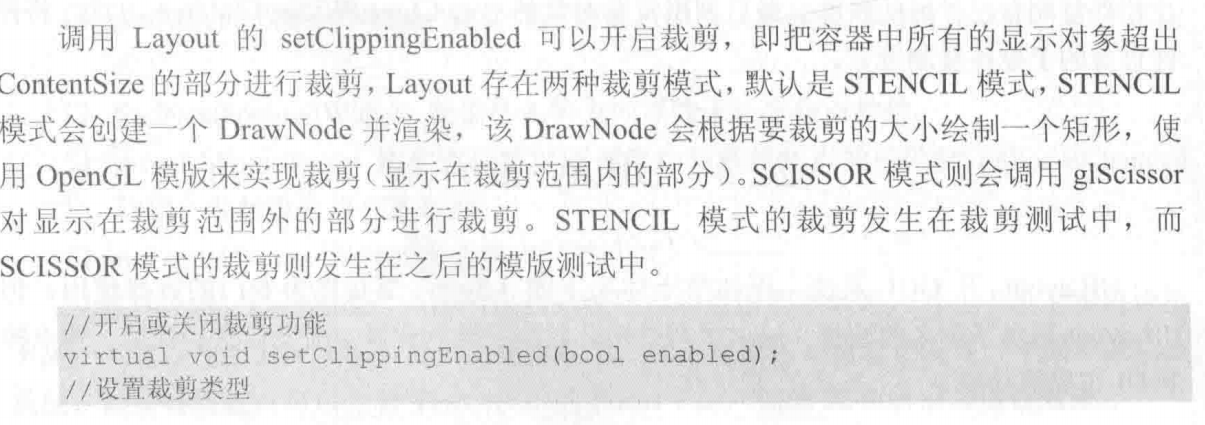 调用 Layout 的 setClippingEnabled 可以开启裁剪，即把容器中所有的显示对象超出
ContentSize 的部分进行裁剪，Layout 存在两种裁剪模式，默认是 STENCIL 模式，STENCIL
模式会创建一个 DrawNode 并渲染，该 DrawNode 会根据要裁剪的大小绘制一个矩形，使
用 OpenGL 模版来实现裁剪（显示在裁剪范围内的部分）。SCISSOR 模式则会调用 glScissor
对显示在裁剪范围外的部分进行裁剪。STENCIL 模式的裁剪发生在裁剪测试中，而
SCISSOR 模式的裁剪则发生在之后的模版测试中。
//开启或关闭裁剪功能
virtual void setClippingEnabled(bool enabled);
//设置裁剪类型